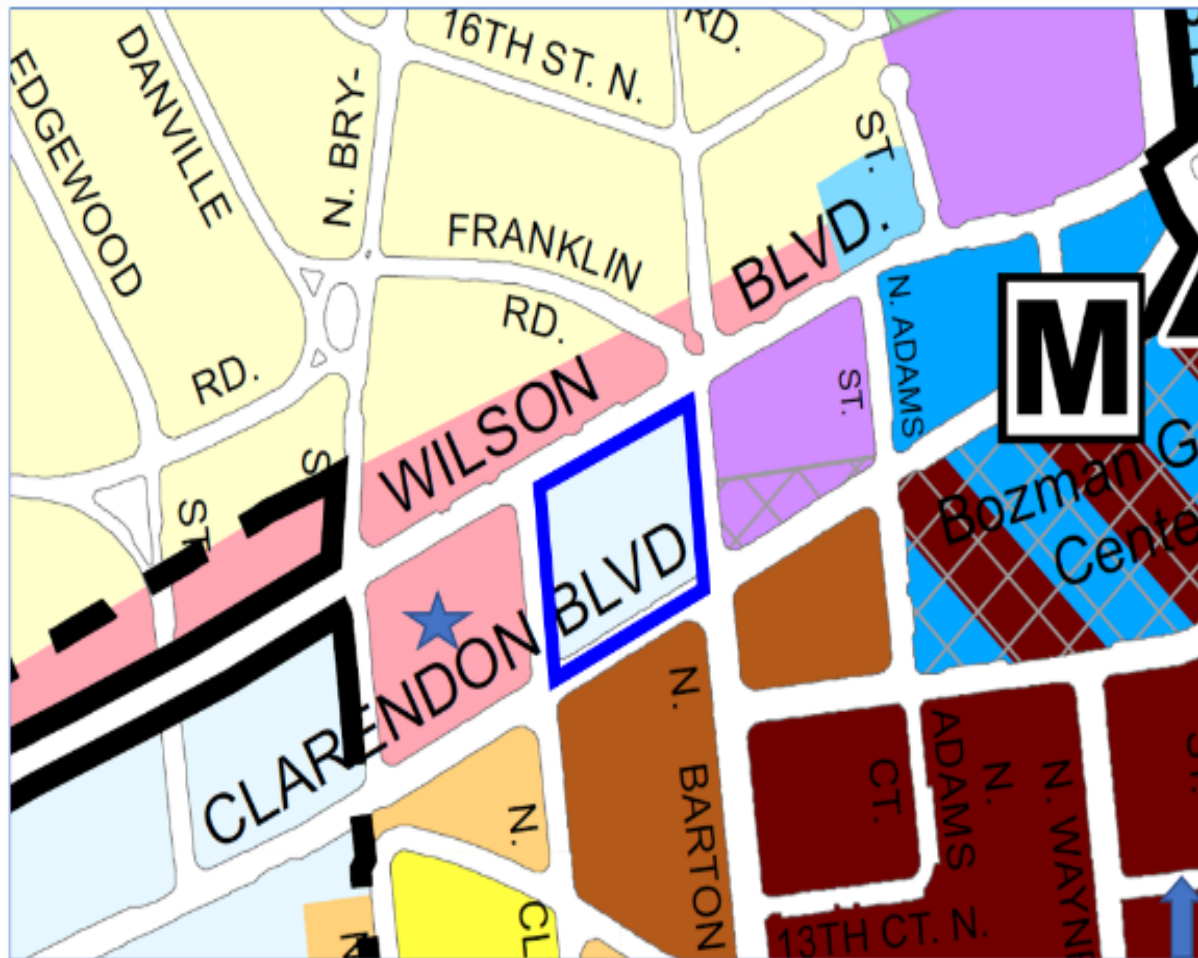 RD.
16TH ST. N.
DANVILLE
EDGEWOOD
N. BRY-
ST.
FRANKLIN
RD.
BLVD.
N. ADAMS
M
RD.
WILSON
ST.
ST.
Bozman G
Cente
BLVD
CLARENDON
N.
BARTON
N.
CT.
ADAMS
N.
N. WAYNE
CL
N
13TH CT. N.